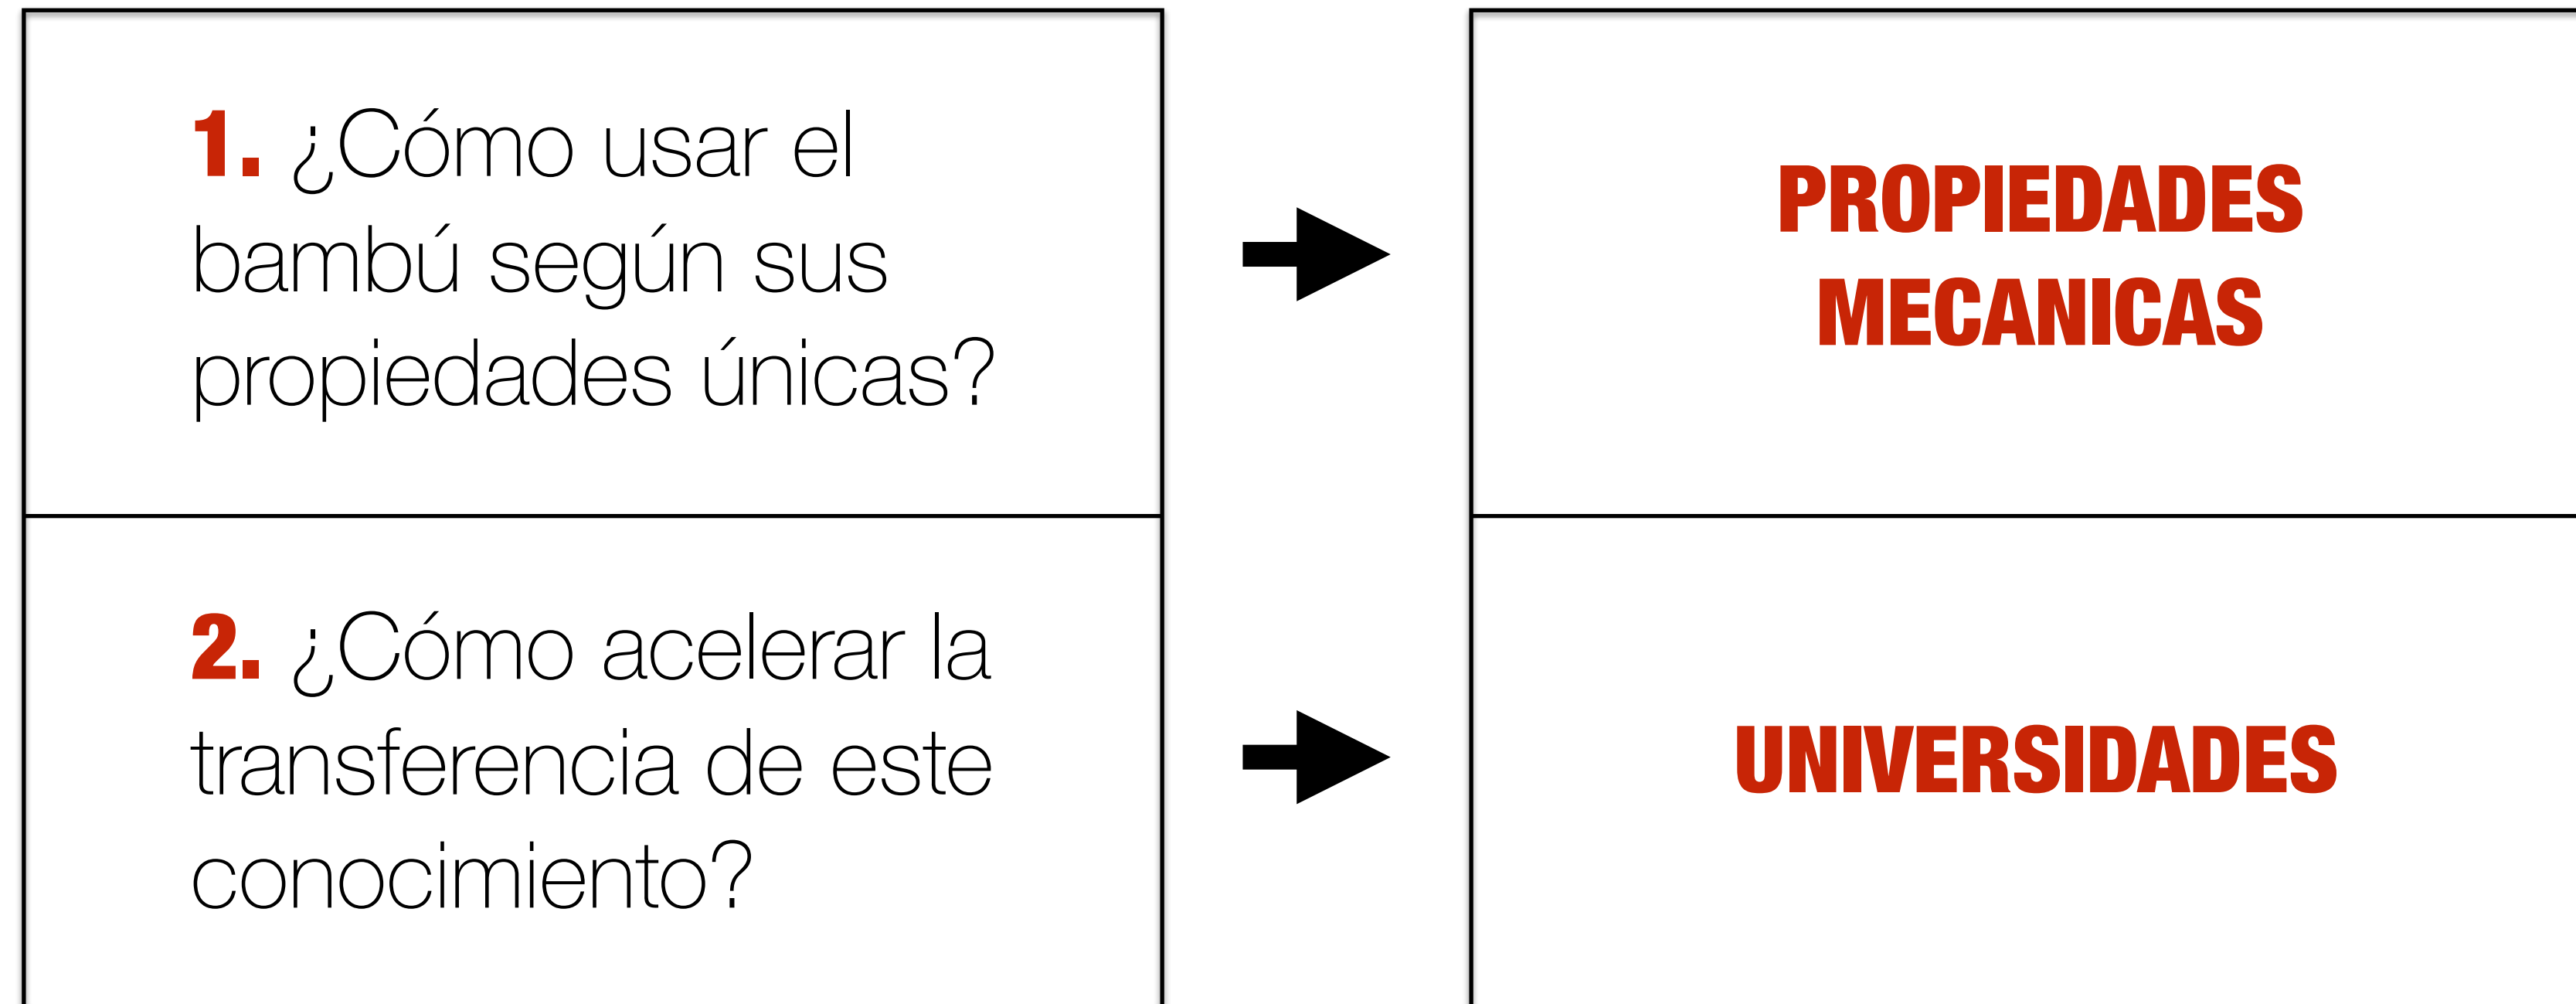 1. ¿Cómo usar el
bambú según sus
propiedades únicas?
PROPIEDADES
MECANICAS
2. ¿Cómo acelerar la
transferencia de este
conocimiento?
UNIVERSIDADES